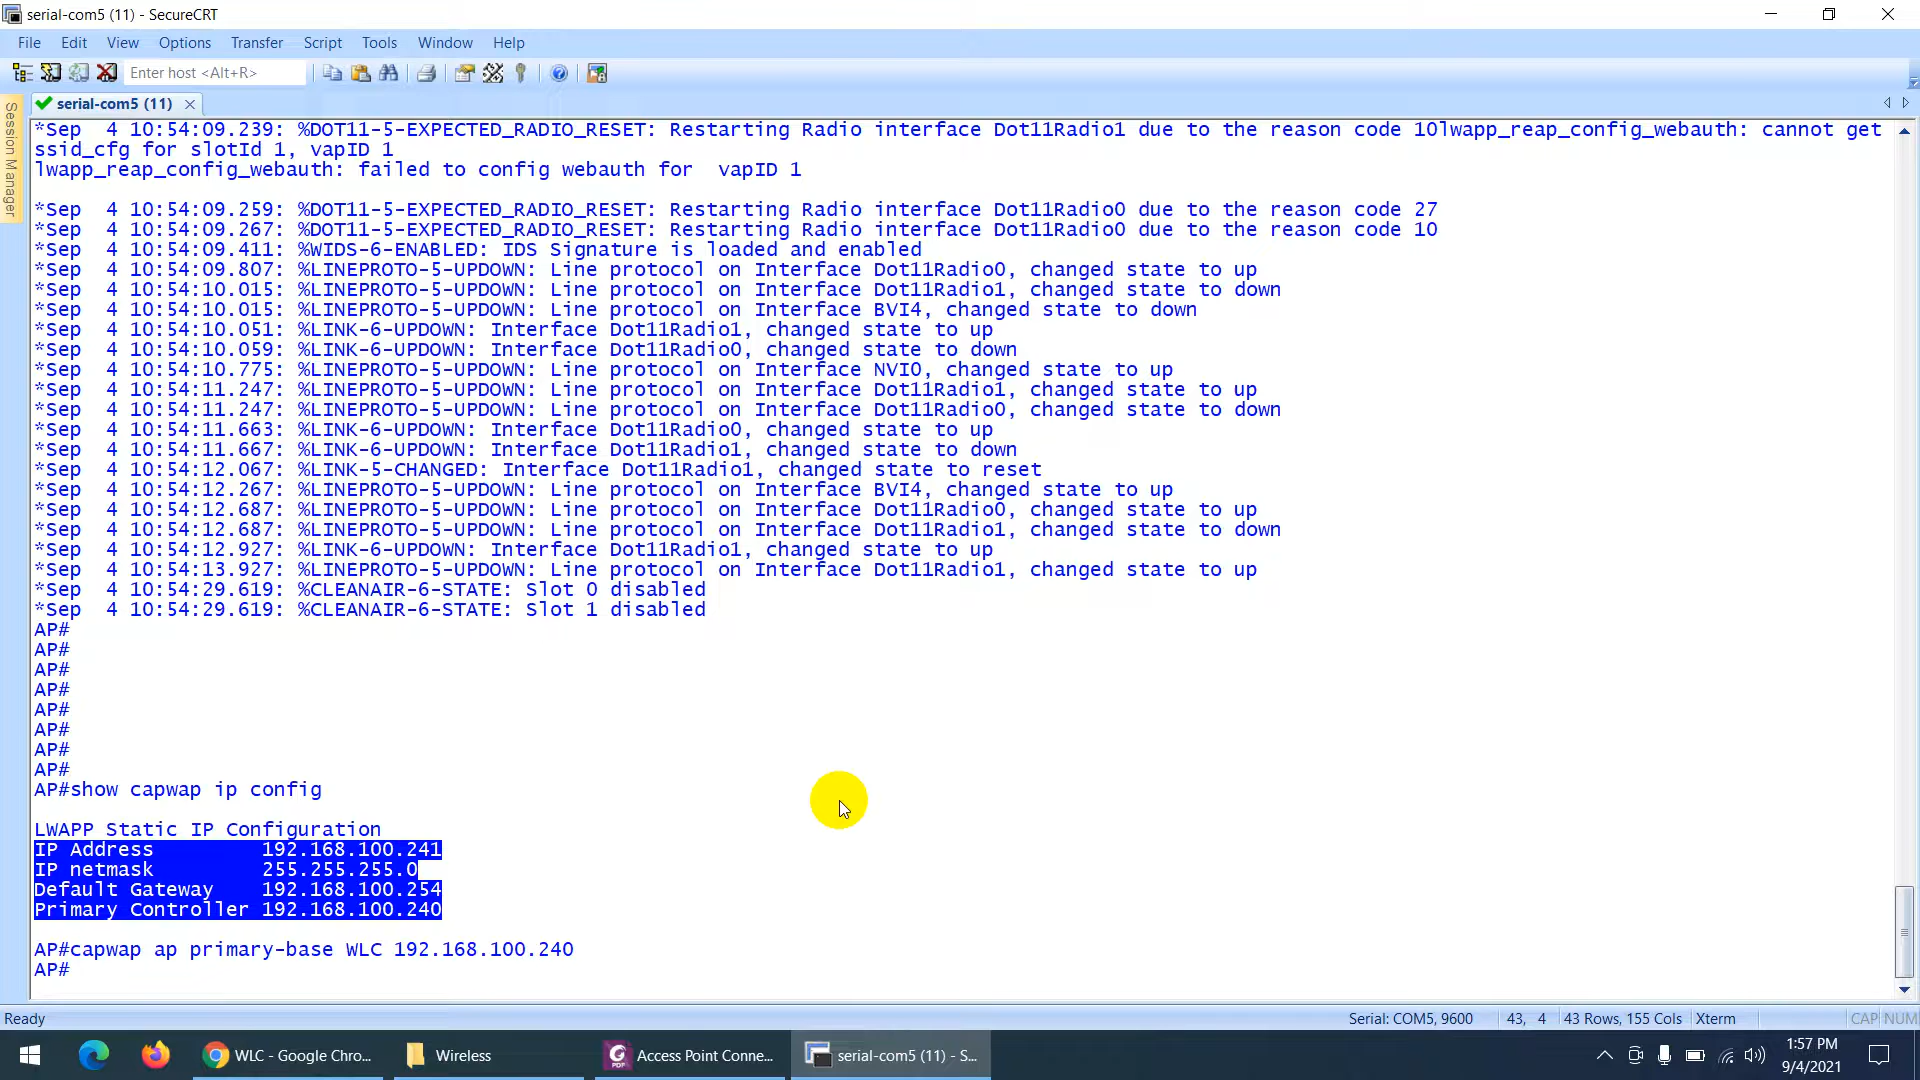 serial-com5 (11) - SecureCRT
File Edit View Options Transfer Script Tools Window Help
Enter host <Alt+R>
serial-com5 (11)
Session Manager
*Sep  4 10:54:09.239: %DOT11-5-EXPECTED_RADIO_RESET: Restarting Radio interface Dot11Radio1 due to the reason code 10lwapp_reap_config_webauth: cannot get
ssid_cfg for slotId 1, vapID 1
lwapp_reap_config_webauth: failed to config webauth for  vapID 1
*Sep  4 10:54:09.259: %DOT11-5-EXPECTED_RADIO_RESET: Restarting Radio interface Dot11Radio0 due to the reason code 27
*Sep  4 10:54:09.267: %DOT11-5-EXPECTED_RADIO_RESET: Restarting Radio interface Dot11Radio0 due to the reason code 10
*Sep  4 10:54:09.411: %WIDS-6-ENABLED: IDS Signature is loaded and enabled
*Sep  4 10:54:09.807: %LINEPROTO-5-UPDOWN: Line protocol on Interface Dot11Radio0, changed state to up
*Sep  4 10:54:10.015: %LINEPROTO-5-UPDOWN: Line protocol on Interface Dot11Radio1, changed state to down
*Sep  4 10:54:10.015: %LINEPROTO-5-UPDOWN: Line protocol on Interface BVI4, changed state to down
*Sep  4 10:54:10.051: %LINK-6-UPDOWN: Interface Dot11Radio1, changed state to up
*Sep  4 10:54:10.059: %LINK-6-UPDOWN: Interface Dot11Radio0, changed state to down
*Sep  4 10:54:10.775: %LINEPROTO-5-UPDOWN: Line protocol on Interface NVI0, changed state to up
*Sep  4 10:54:11.247: %LINEPROTO-5-UPDOWN: Line protocol on Interface Dot11Radio1, changed state to up
*Sep  4 10:54:11.247: %LINEPROTO-5-UPDOWN: Line protocol on Interface Dot11Radio0, changed state to down
*Sep  4 10:54:11.663: %LINK-6-UPDOWN: Interface Dot11Radio0, changed state to up
*Sep  4 10:54:11.667: %LINK-6-UPDOWN: Interface Dot11Radio1, changed state to down
*Sep  4 10:54:12.067: %LINK-5-CHANGED: Interface Dot11Radio1, changed state to reset
*Sep  4 10:54:12.267: %LINEPROTO-5-UPDOWN: Line protocol on Interface BVI4, changed state to up
*Sep  4 10:54:12.687: %LINEPROTO-5-UPDOWN: Line protocol on Interface Dot11Radio0, changed state to up
*Sep  4 10:54:12.687: %LINEPROTO-5-UPDOWN: Line protocol on Interface Dot11Radio1, changed state to down
*Sep  4 10:54:12.927: %LINK-6-UPDOWN: Interface Dot11Radio1, changed state to up
*Sep  4 10:54:13.927: %LINEPROTO-5-UPDOWN: Line protocol on Interface Dot11Radio1, changed state to up
*Sep  4 10:54:29.619: %CLEANAIR-6-STATE: Slot 0 disabled
*Sep  4 10:54:29.619: %CLEANAIR-6-STATE: Slot 1 disabled
AP#
AP#
AP#
AP#
AP#
AP#
AP#
AP#
AP#show capwap ip config
LWAPP Static IP Configuration
IP Address         192.168.100.241
IP netmask         255.255.255.0
Default Gateway    192.168.100.254
Primary Controller 192.168.100.240
AP#capwap ap primary-base WLC 192.168.100.240
AP#
Ready Serial: COM5, 9600 43, 4 43 Rows, 155 Cols Xterm CAP NUM
WLC - Google Chro... Wireless Access Point Conne... serial-com5 (11) - S... 1:57 PM
9/4/2021